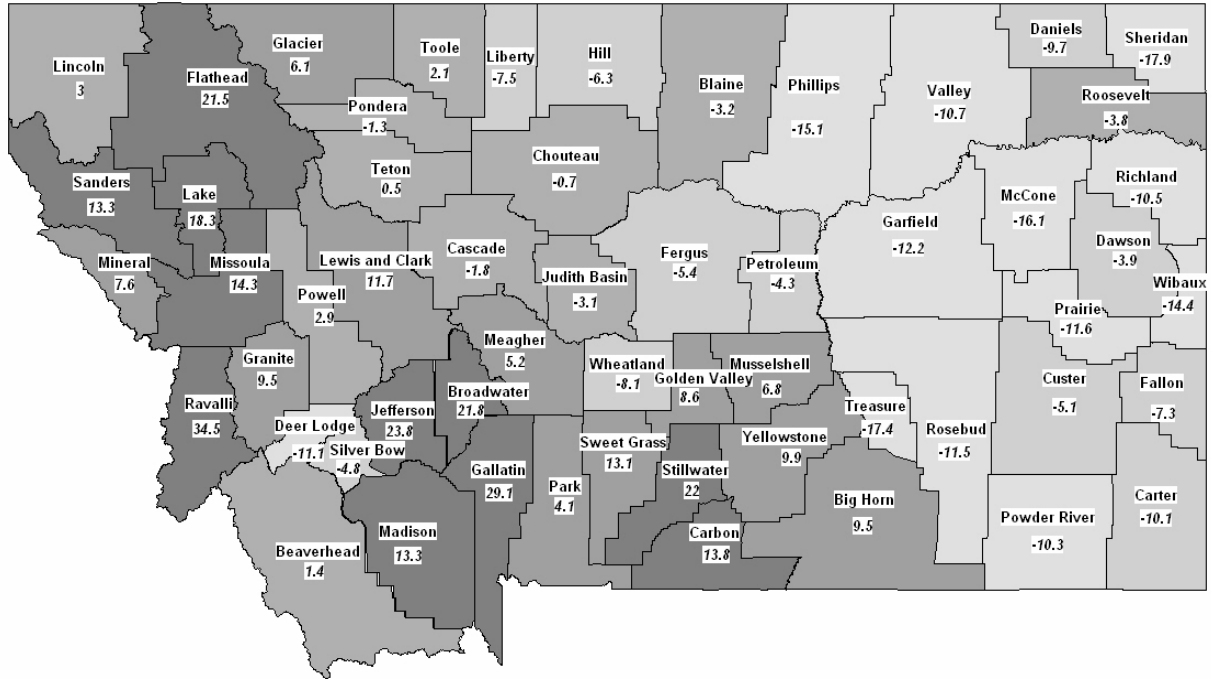 Lincoln
3
Flathead
21.5
Glacier
6.1
Toole
2.1
Liberty
-7.5
Hill
-6.3
Blaine
-3.2
Phillips
-15.1
Valley
-10.7
Daniels
-9.7
Sheridan
-17.9
Roosevelt
-3.8
Pondera
-1.3
Teton
0.5
Chouteau
-0.7
Sanders
13.3
Lake
18.3
Mineral
7.6
Missoula
14.3
Lewis and Clark
11.7
Powell
2.9
Cascade
-1.8
Judith Basin
-3.1
Fergus
-5.4
Petroleum
-4.3
Garfield
-12.2
McCone
-16.1
Richland
-10.5
Dawson
-3.9
Wibaux
-14.4
Prairie
-11.6
Granite
9.5
Meagher
5.2
Wheatland
-8.1
Golden Valley
8.6
Musselshell
6.8
Ravalli
34.5
Deer Lodge
-11.1
Silver Bow
-4.8
Jefferson
23.8
Broadwater
21.8
Treasure
-17.4
Rosebud
-11.5
Custer
-5.1
Fallon
-7.3
Gallatin
29.1
Park
4.1
Sweet Grass
13.1
Stillwater
22
Yellowstone
9.9
Big Horn
9.5
Powder River
-10.3
Carter
-10.1
Beaverhead
1.4
Madison
13.3
Carbon
13.8